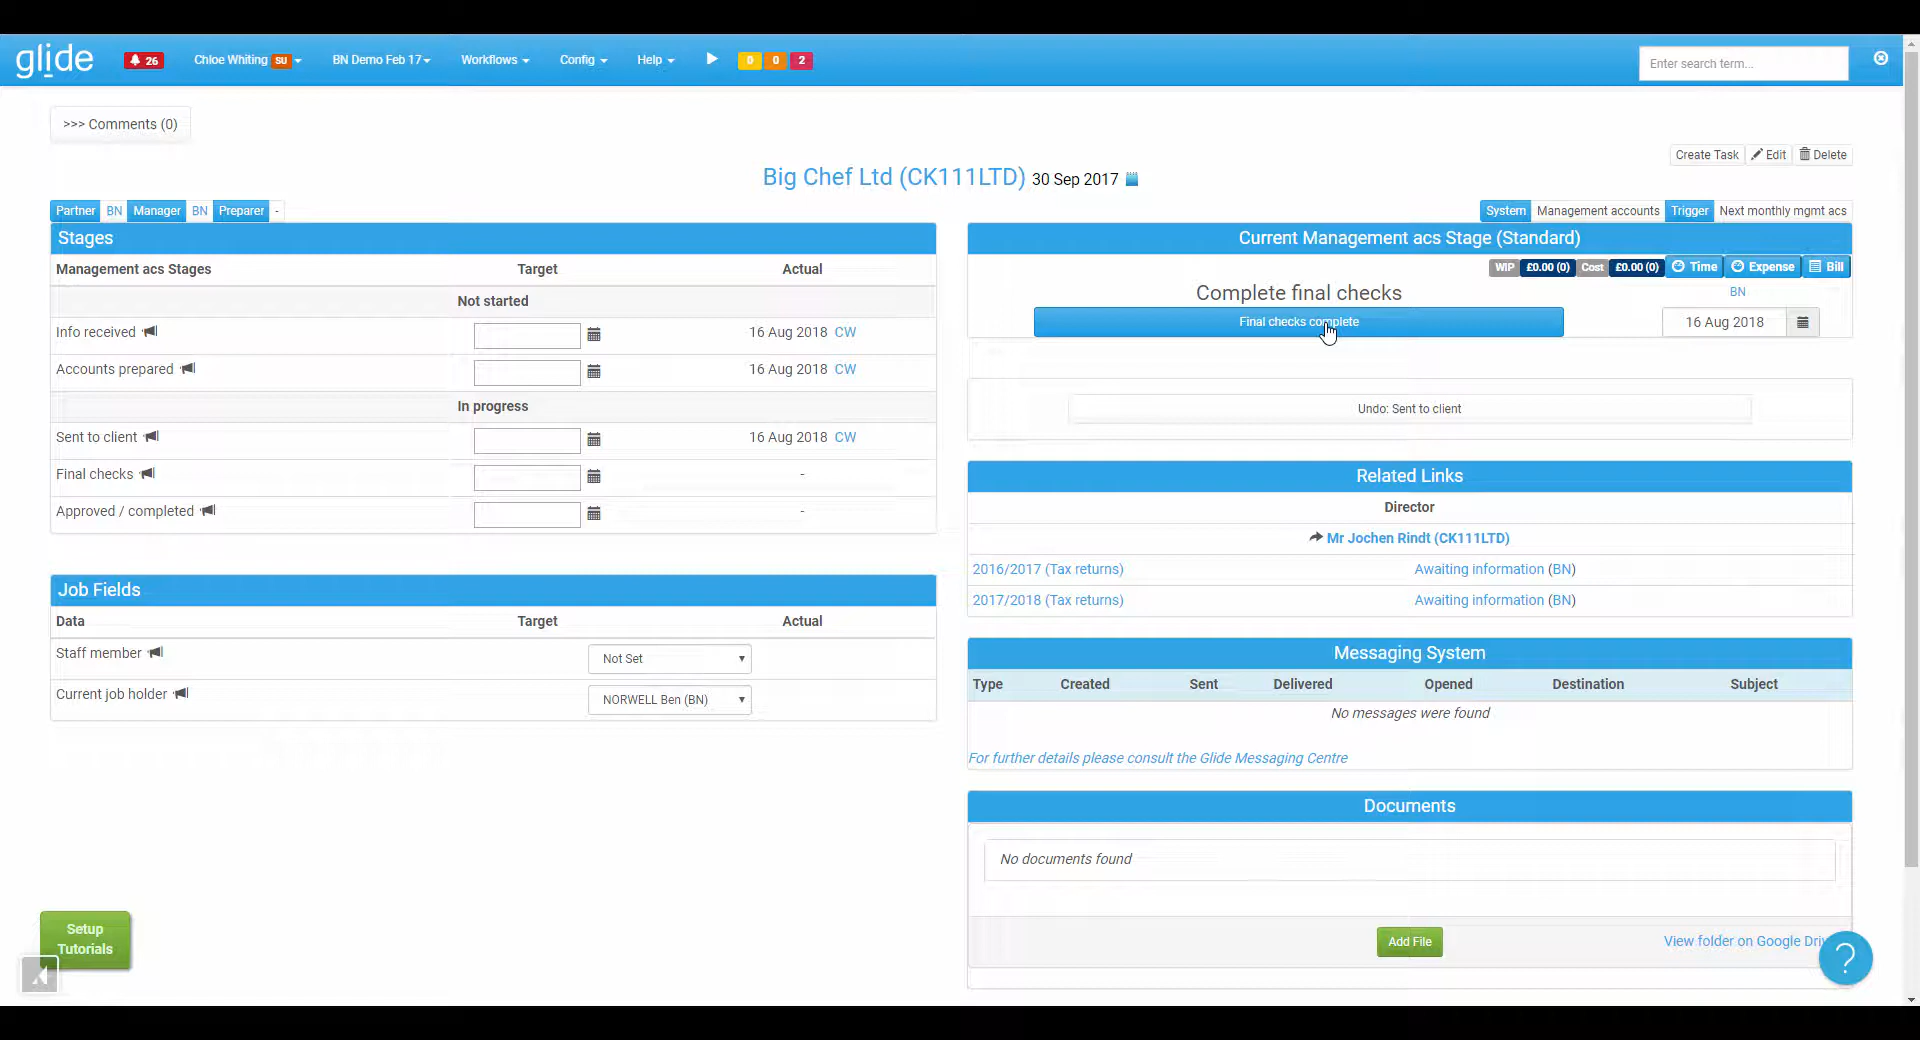 glide
26
Chloe Whiting su
BN Demo Feb 17
Workflows
Config
Help
0 0 2
Enter search term...
>>> Comments (0)
Create Task Edit Delete
Big Chef Ltd (CK111LTD) 30 Sep 2017
Partner BN Manager BN Preparer -
System Management accounts Trigger Next monthly mgmt acs
Stages
Management acs Stages Target Actual
Not started
Info received 16 Aug 2018 CW
Accounts prepared 16 Aug 2018 CW
In progress
Sent to client 16 Aug 2018 CW
Final checks -
Approved / completed -
Job Fields
Data Target Actual
Staff member Not Set
Current job holder NORWELL Ben (BN)
Setup
Tutorials
Current Management acs Stage (Standard)
WIP £0.00 (0) Cost £0.00 (0) Time Expense Bill
Complete final checks BN
Final checks complete 16 Aug 2018
Undo: Sent to client
Related Links
Director
Mr Jochen Rindt (CK111LTD)
2016/2017 (Tax returns) Awaiting information (BN)
2017/2018 (Tax returns) Awaiting information (BN)
Messaging System
Type Created Sent Delivered Opened Destination Subject
No messages were found
For further details please consult the Glide Messaging Centre
Documents
No documents found
Add File View folder on Google Driv
?